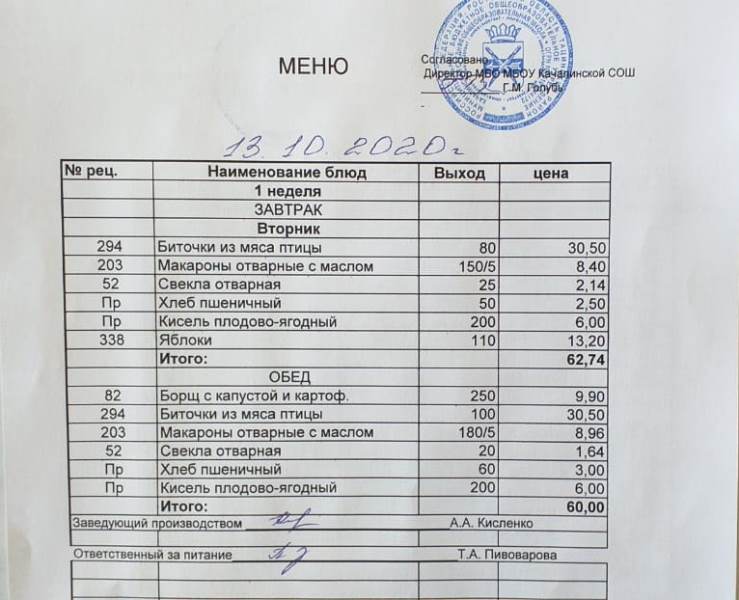 МЕНЮ
Согласовано
Директор МБО МБОУ Качалинской СОШ
Г.М. Голубь
13.10.2020г
№ рец. Наименование блюд Выход цена
1 неделя
ЗАВТРАК
Вторник
294 Биточки из мяса птицы 80 30,50
203 Макароны отварные с маслом 150/5 8,40
52 Свекла отварная 25 2,14
Пр Хлеб пшеничный 50 2,50
Пр Кисель плодово-ягодный 200 6,00
338 Яблоки 110 13,20
Итого: 62,74
ОБЕД
82 Борщ с капустой и картоф. 250 9,90
294 Биточки из мяса птицы 100 30,50
203 Макароны отварные с маслом 180/5 8,96
52 Свекла отварная 20 1,64
Пр Хлеб пшеничный 60 3,00
Пр Кисель плодово-ягодный 200 6,00
Итого: 60,00
Заведующий производством А.А. Кисленко
Ответственный за питание Т.А. Пивоварова